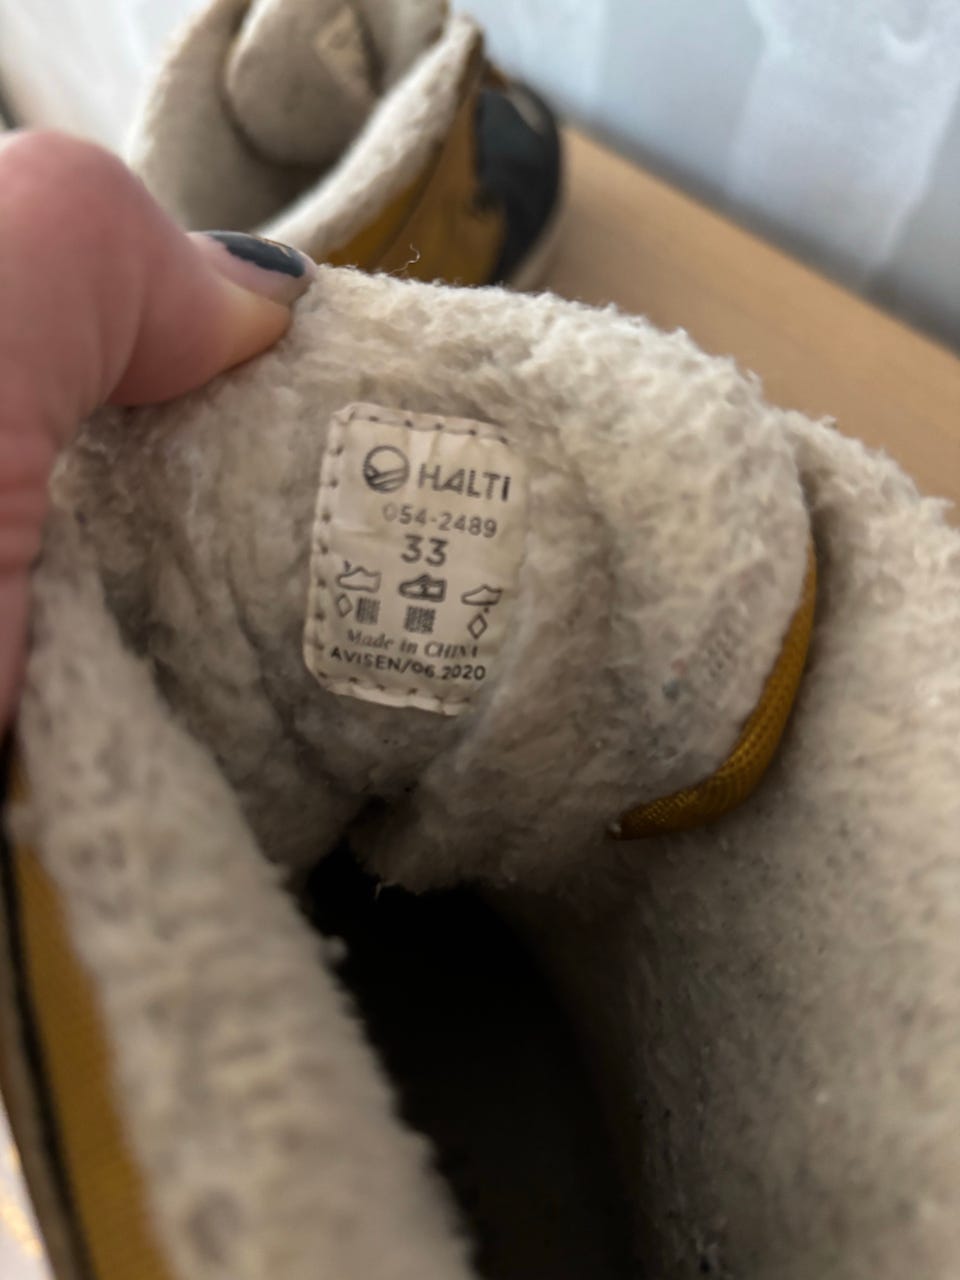 HALTI
054-2489
33
Made in CHINA
AVISEN/06.2020